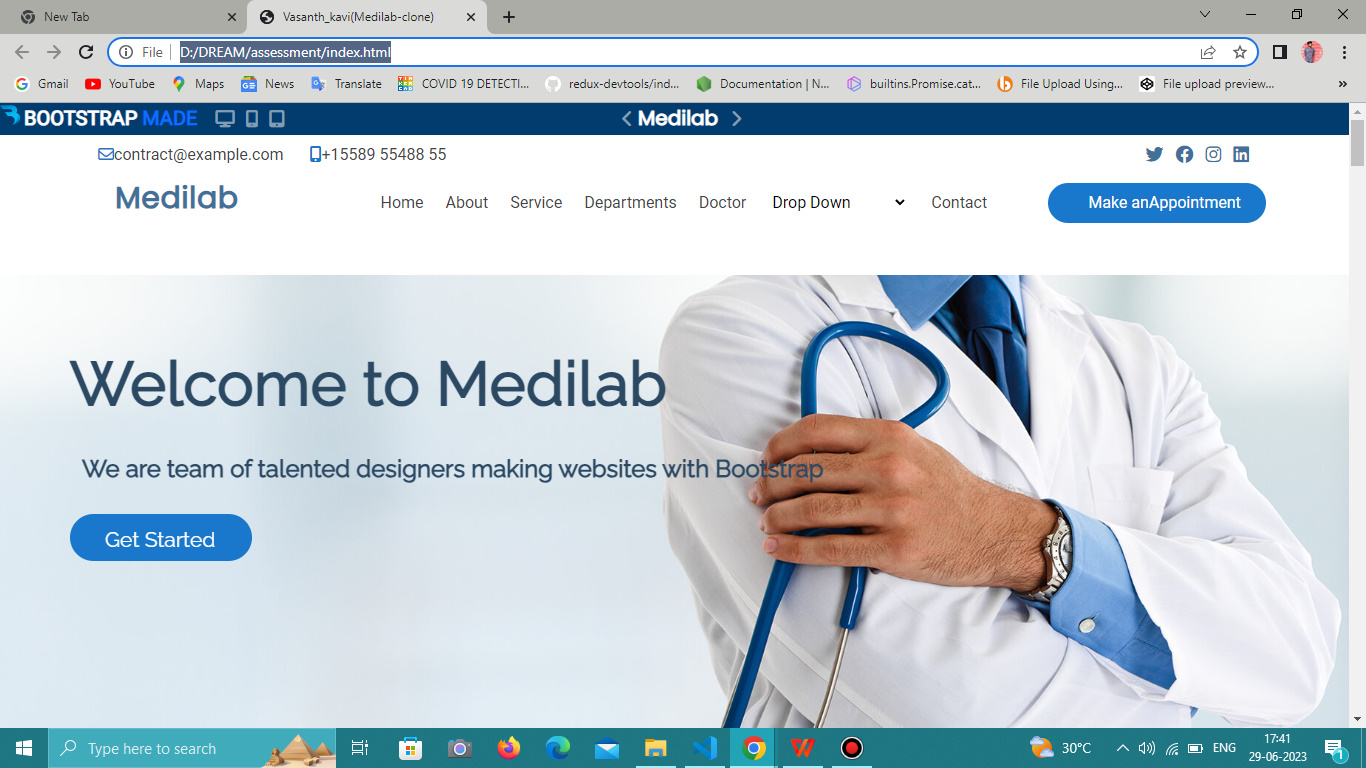 New Tab
Vasanth_kavi(Medilab-clone)
File D:/DREAM/assessment/index.html
Gmail YouTube Maps News Translate COVID 19 DETECTI... redux-devtools/ind... Documentation | N... builtins.Promise.cat... File Upload Using... File upload preview... »
BOOTSTRAP MADE Medilab
contract@example.com +15589 55488 55
Medilab Home About Service Departments Doctor Drop Down Contact Make anAppointment
Welcome to Medilab
We are team of talented designers making websites with Bootstrap
Get Started
Type here to search 30°C ENG 17:41
29-06-2023 1